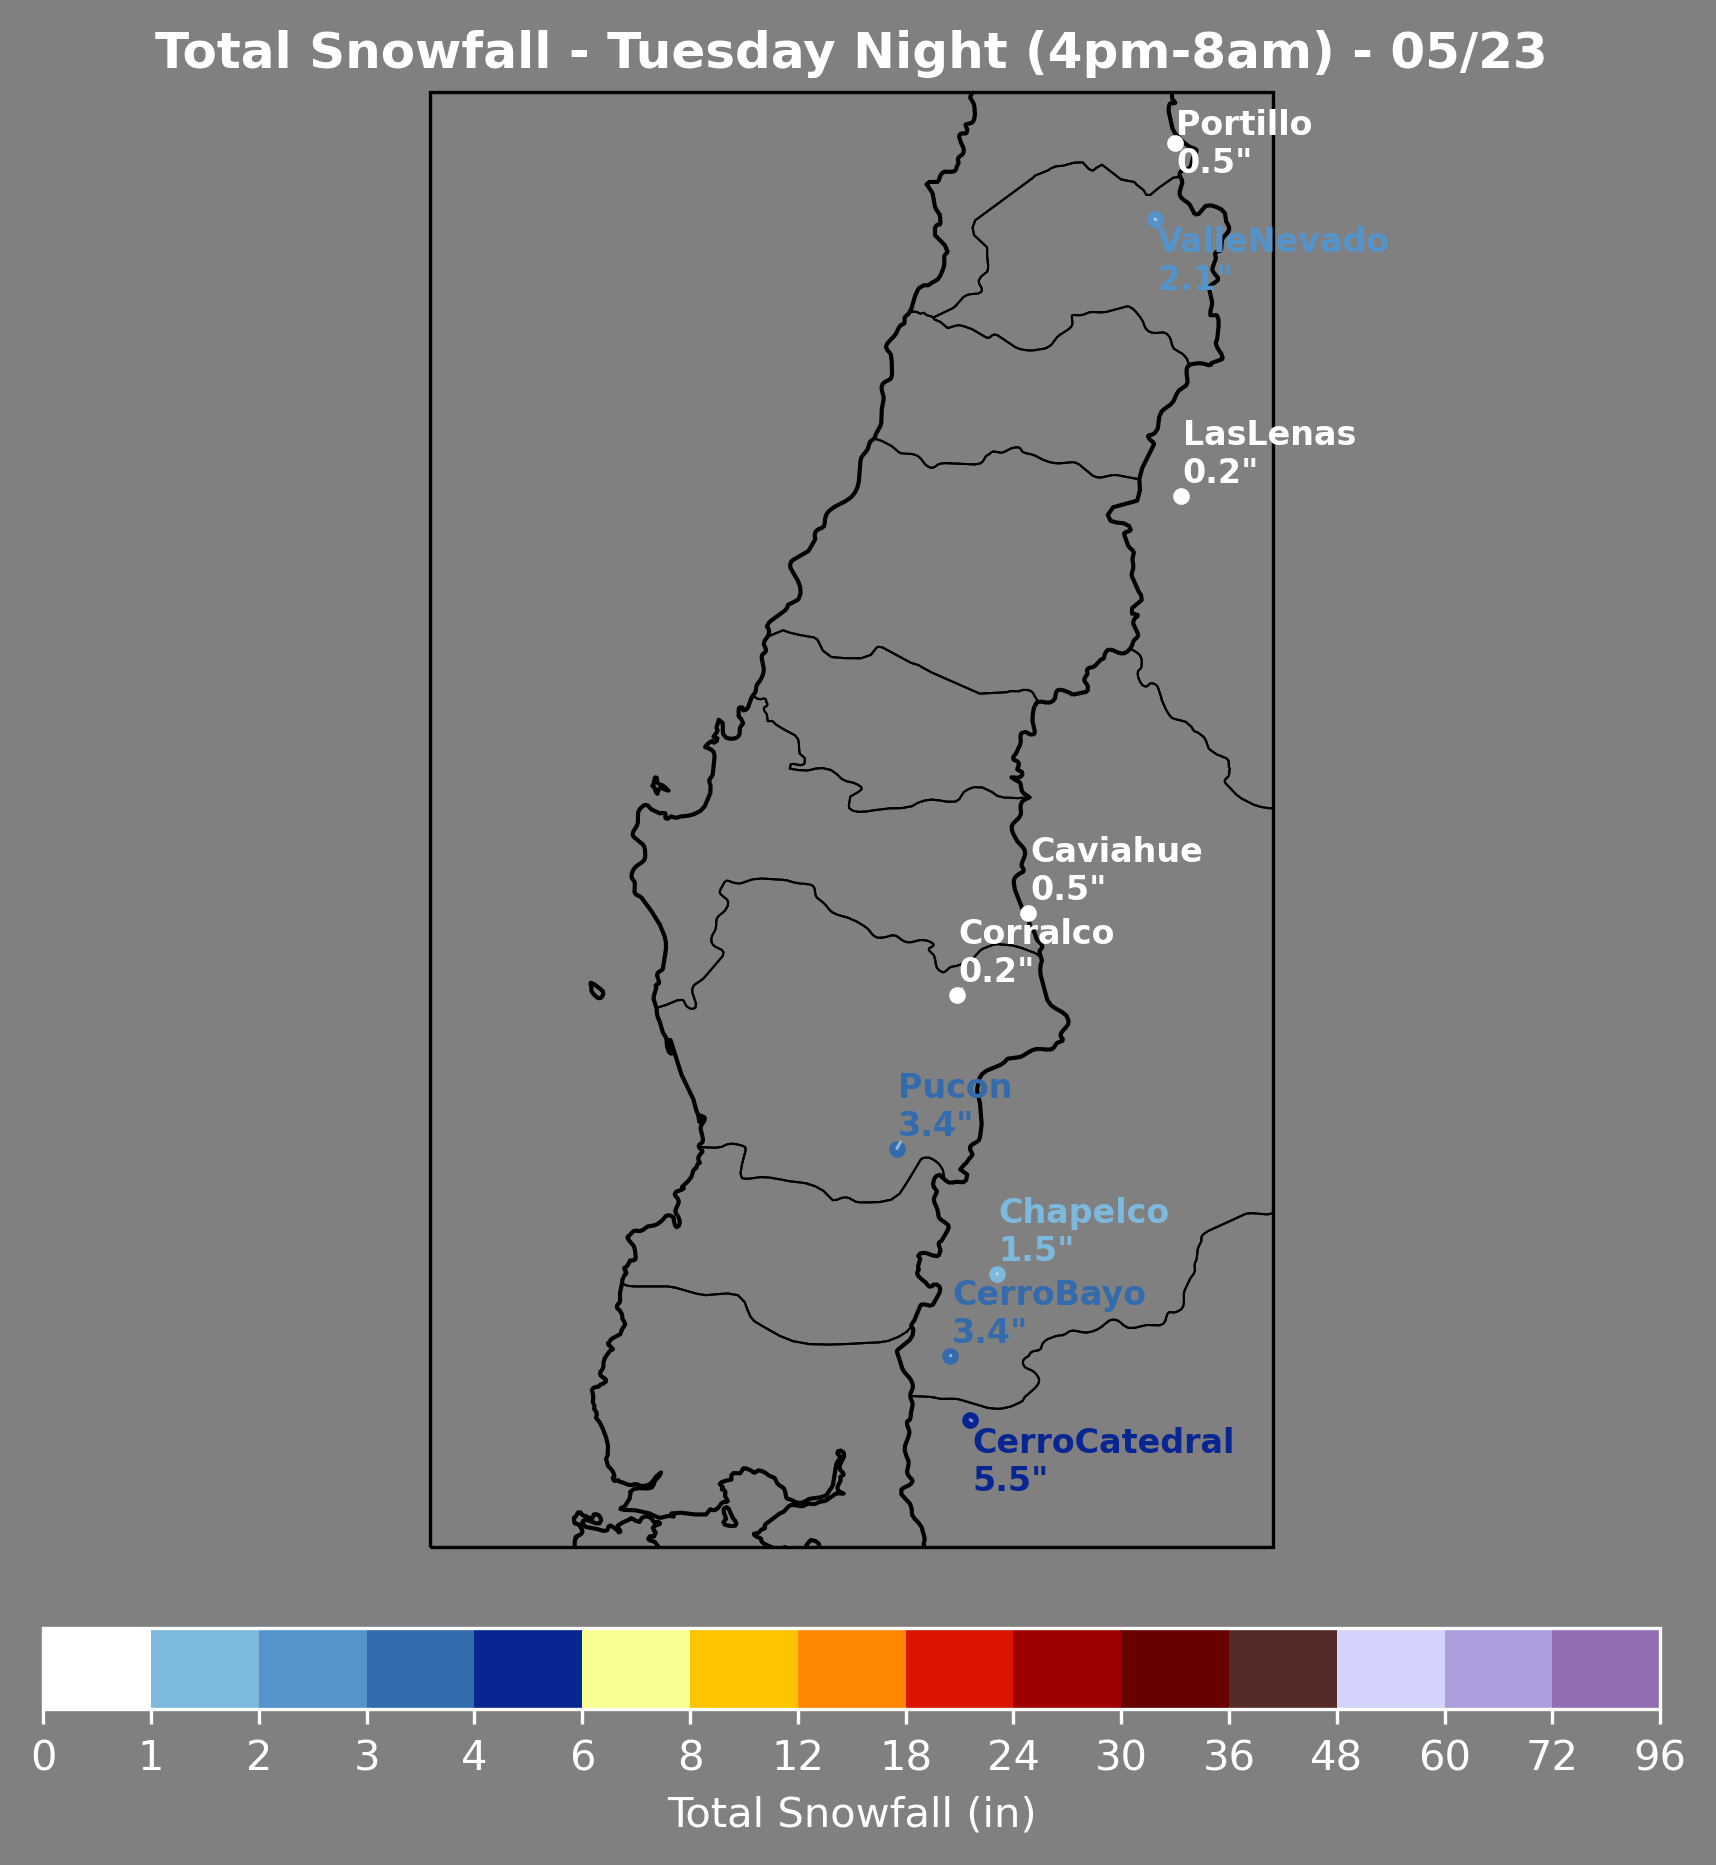 Total Snowfall - Tuesday Night (4pm-8am) - 05/23
Portillo
0.5"
ValleNevado
2.1"
LasLenas
0.2"
Caviahue
0.5"
Corralco
0.2"
Pucon
3.4"
Chapelco
1.5"
CerroBayo
3.4"
CerroCatedral
5.5"
0 1 2 3 4 6 8 12 18 24 30 36 48 60 72 96
Total Snowfall (in)